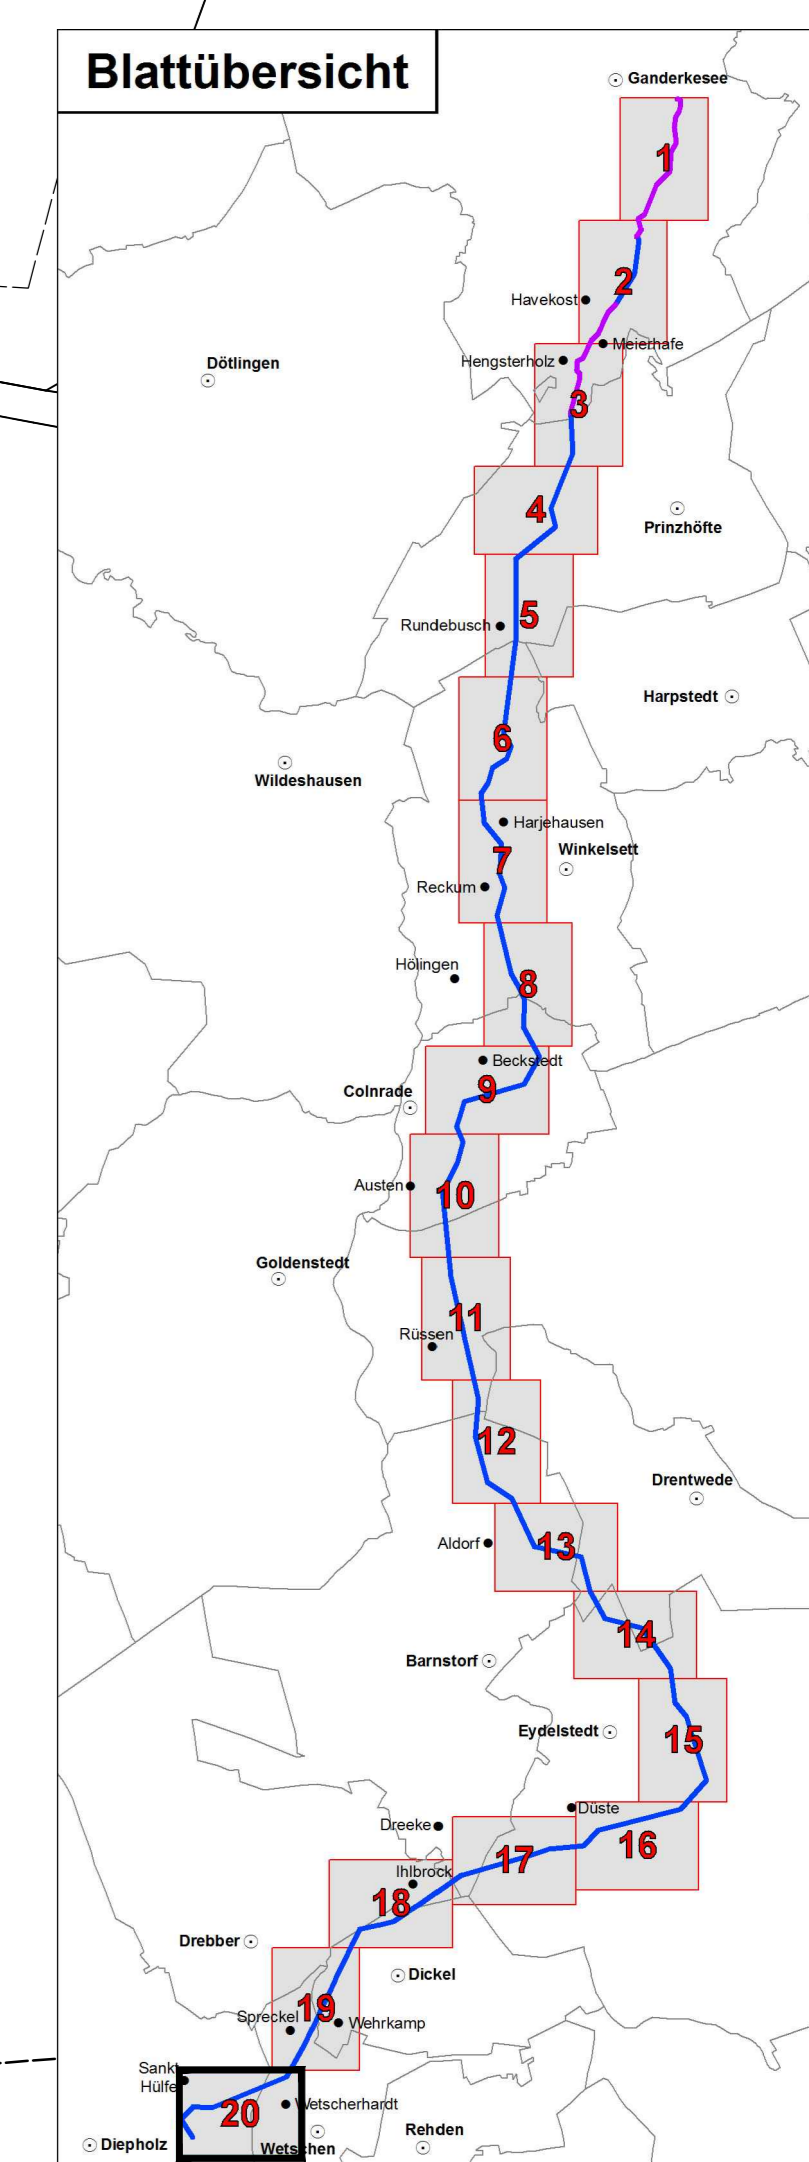 Blattübersicht
Ganderkesee
1
2
Havekost
Meierhafe
Hengsterholz
Dötlingen
3
4
Prinzhöfte
5
Rundebusch
Harpstedt
6
Wildeshausen
Harjehausen
Winkelsett
7
Reckum
Hölingen
8
Beckstedt
9
Colnrade
Austen
10
Goldenstedt
11
Rüssen
12
Drentwede
Aldorf
13
14
Barnstorf
Eydelstedt
15
Düste
Dreeke
16
17
Ihlbrock
18
Drebber
Dickel
19
Spreckel
Wehrkamp
Sankt
Hülfe
Wetscherhardt
20
Rehden
Diepholz
Wetschen